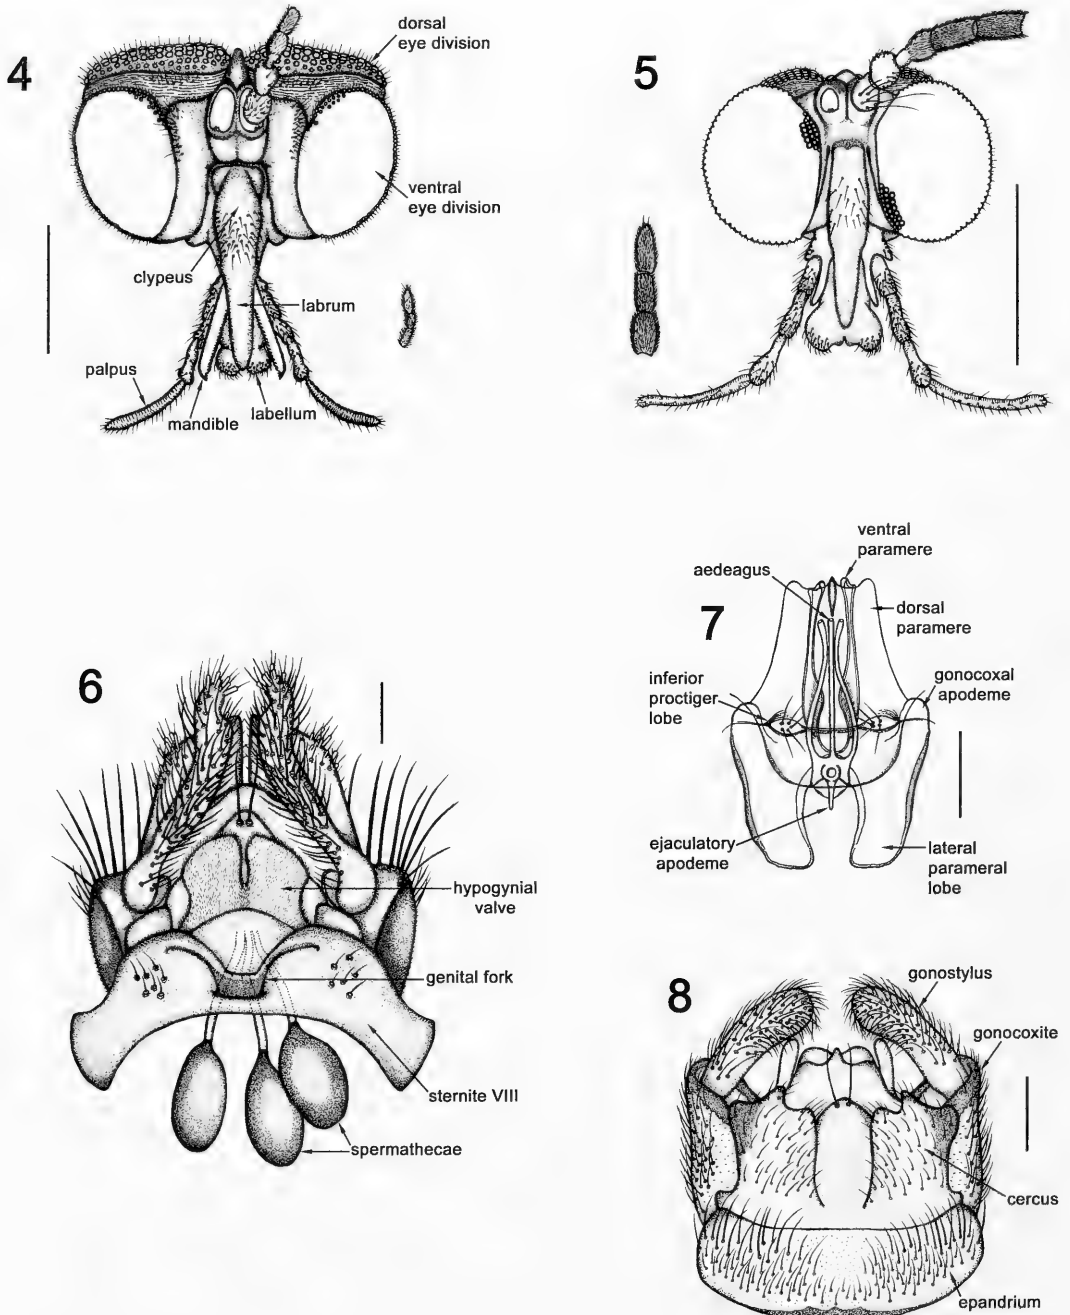 4
dorsal
eye division
ventral
eye division
clypeus
labrum
palpus
mandible
labellum
5
6
hypogynial
valve
genital fork
sternite VIII
spermathecae
7
ventral
paramere
aedeagus
dorsal
paramere
inferior
proctiger
lobe
gonocoxal
apodeme
ejaculatory
apodeme
lateral
parameral
lobe
8
gonostylus
gonocoxite
cercus
epandrium